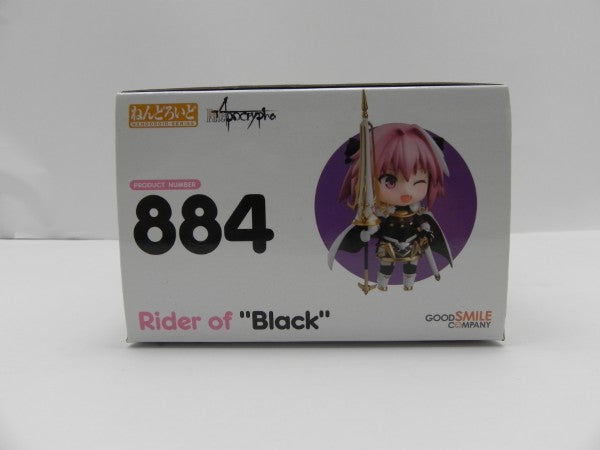 ねんどろいど
NENDOROID SERIES
Fate/Apocrypha
PRODUCT NUMBER
884
Rider of "Black"
GOOD SMILE
COMPANY